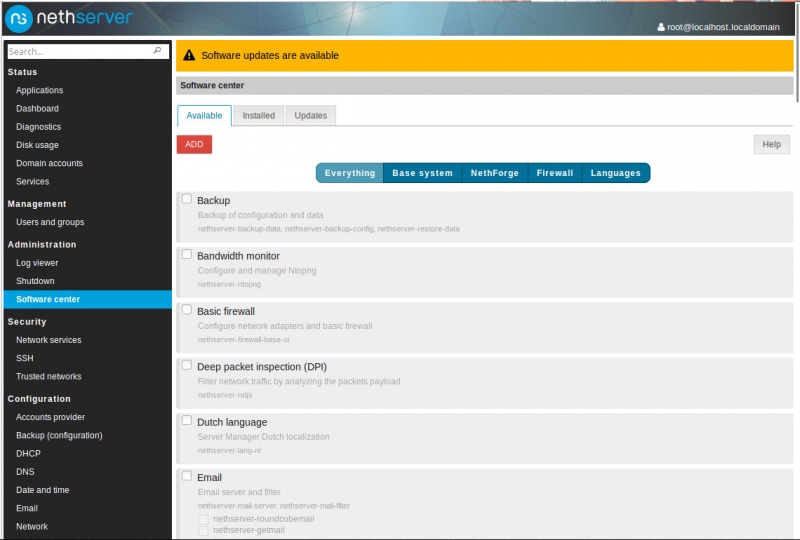 nethserver
root@localhost.localdomain
Search...
Status
Applications
Dashboard
Diagnostics
Disk usage
Domain accounts
Services
Management
Users and groups
Administration
Log viewer
Shutdown
Software center
Security
Network services
SSH
Trusted networks
Configuration
Accounts provider
Backup (configuration)
DHCP
DNS
Date and time
Email
Network
Software updates are available
Software center
Available Installed Updates
ADD Help
Everything Base system NethForge Firewall Languages
Backup
Backup of configuration and data
nethserver-backup-data, nethserver-backup-config, nethserver-restore-data
Bandwidth monitor
Configure and manage Ntopng
nethserver-ntopng
Basic firewall
Configure network adapters and basic firewall
nethserver-firewall-base-ui
Deep packet inspection (DPI)
Filter network traffic by analyzing the packets payload
nethserver-ndpi
Dutch language
Server Manager Dutch localization
nethserver-lang-nl
Email
Email server and filter
nethserver-mail-server, nethserver-mail-filter
nethserver-roundcubemail
nethserver-getmail